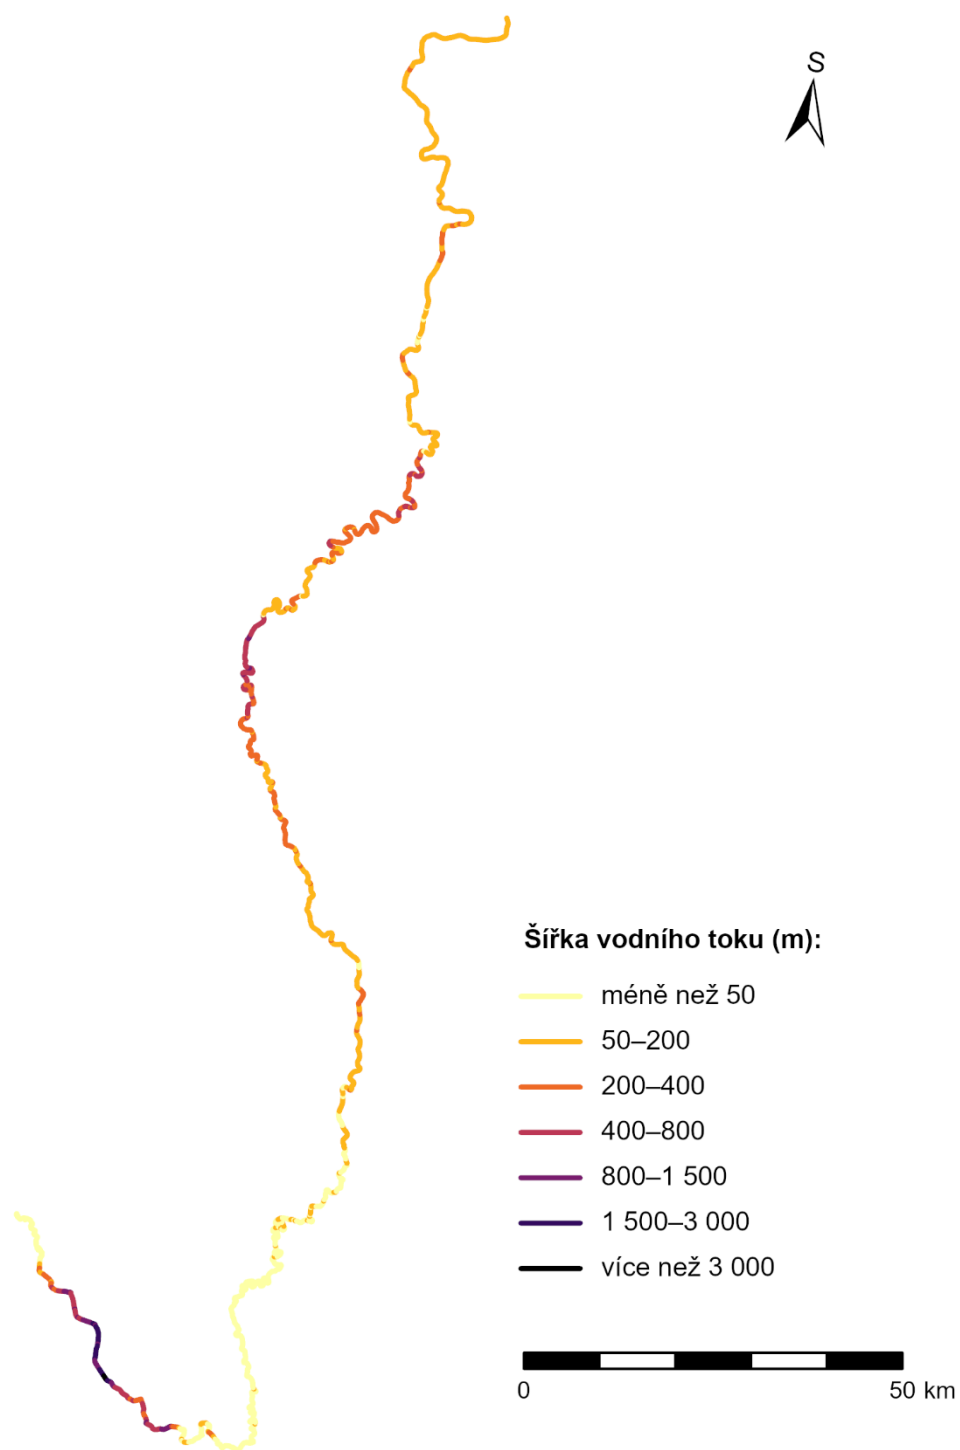 S
Šířka vodního toku (m):
méně než 50
50–200
200–400
400–800
800–1 500
1 500–3 000
více než 3 000
0 50 km